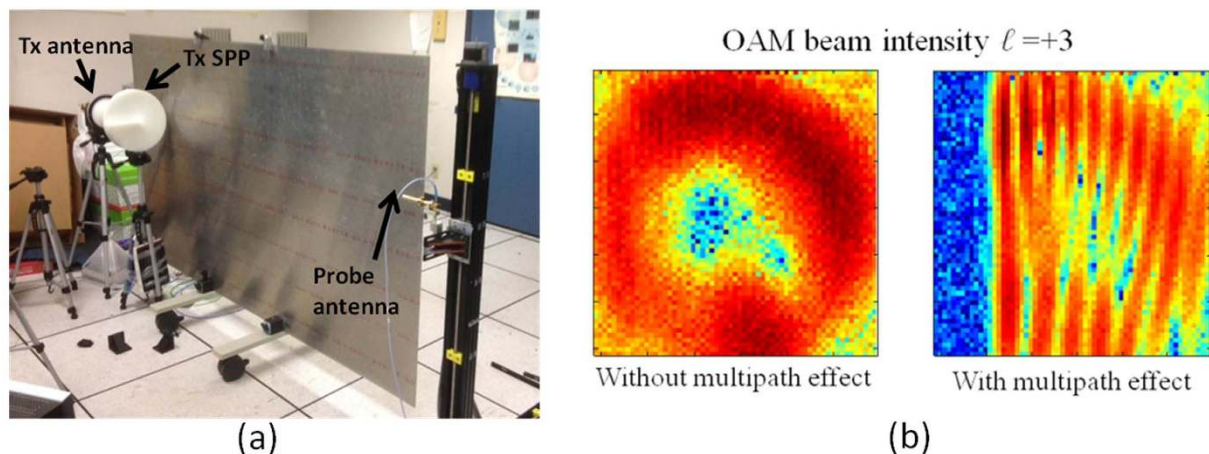 Tx antenna
Tx SPP
Probe
antenna
(a)
OAM beam intensity ℓ =+3
Without multipath effect
With multipath effect
(b)